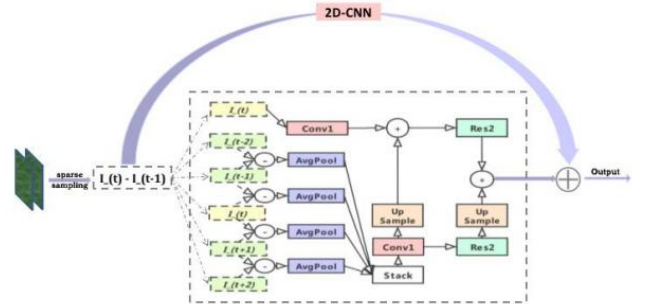 2D-CNN
I_(t)
Conv1
+
Res2
I_(t-2)
-
AvgPool
sparse
sampling
I_(t) - I_(t-1)
I_(t-1)
-
AvgPool
+
Output
I_(t)
-
AvgPool
Up
Sample
Up
Sample
I_(t+1)
-
AvgPool
Conv1
Res2
Stack
I_(t+2)